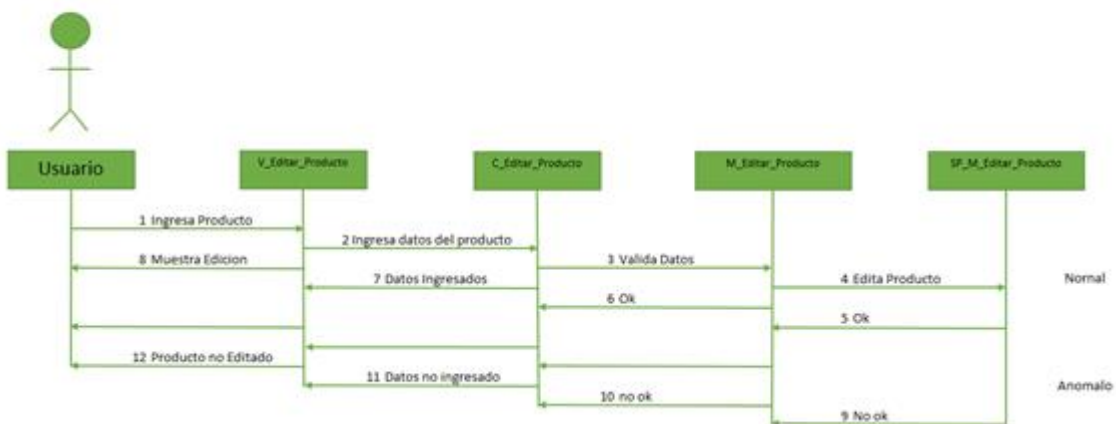 Usuario
V_Editar_Producto
C_Editar_Producto
M_Editar_Producto
SP_M_Editar_Producto
1 Ingresa Producto
2 Ingresa datos del producto
8 Muestra Edicion
3 Valida Datos
7 Datos Ingresados
4 Edita Producto
Normal
6 Ok
5 Ok
12 Producto no Editado
11 Datos no ingresado
Anomalo
10 no ok
9 No ok